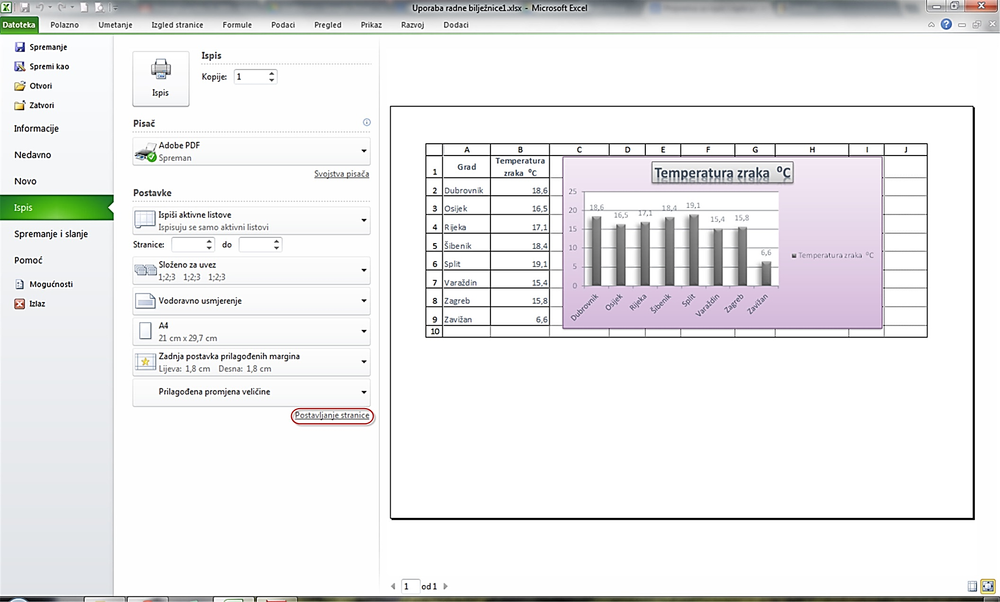 Uporaba radne bilježnice1.xlsx - Microsoft Excel
Datoteka Polazno Umetanje Izgled stranice Formule Podaci Pregled Prikaz Razvoj Dodaci
Spremanje
Spremi kao
Otvori
Zatvori
Informacije
Nedavno
Novo
Ispis
Spremanje i slanje
Pomoć
Mogućnosti
Izlaz
Ispis
Ispis
Kopije: 1
Pisač
Adobe PDF
Spreman
Svojstva pisača
Postavke
Ispiši aktivne listove
Ispisuju se samo aktivni listovi
Stranice: do
Složeno za uvez
1;2;3 1;2;3 1;2;3
Vodoravno usmjerenje
A4
21 cm x 29,7 cm
Zadnja postavka prilagođenih margina
Lijeva: 1,8 cm Desna: 1,8 cm
Prilagođena promjena veličine
Postavljanje stranice
A B C D E F G H I J
1 Grad Temperatura
zraka ⁰C
2 Dubrovnik 18,6
3 Osijek 16,5
4 Rijeka 17,1
5 Šibenik 18,4
6 Split 19,1
7 Varaždin 15,4
8 Zagreb 15,8
9 Zavižan 6,6
10
Temperatura zraka ⁰C
25
20
15
10
5
0
18,6 16,5 17,1 18,4 19,1 15,4 15,8 6,6
Dubrovnik Osijek Rijeka Šibenik Split Varaždin Zagreb Zavižan
Temperatura zraka ⁰C
1 od 1